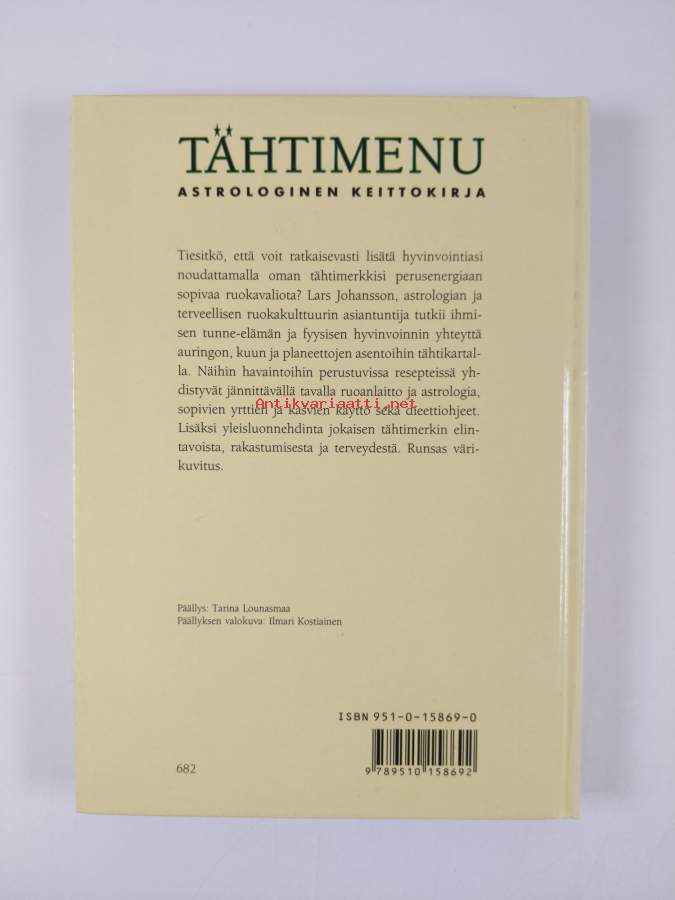 TÄHTIMENU
ASTROLOGINEN KEITTOKIRJA
Tiesitkö, että voit ratkaisevasti lisätä hyvinvointiasi
noudattamalla oman tähtimerkkisi perusenergiaan
sopivaa ruokavaliota? Lars Johansson, astrologian ja
terveellisen ruokakulttuurin asiantuntija tutkii ihmi-
sen tunne-elämän ja fyysisen hyvinvoinnin yhteyttä
auringon, kuun ja planeettojen asentoihin tähtikartal-
la. Näihin havaintoihin perustuvissa resepteissä yh-
distyvät jännittävällä tavalla ruoanlaitto ja astrologia,
Antikvariaatti.net
sopivien yrttien ja kasvien käyttö sekä dieettiohjeet.
Lisäksi yleisluonnehdinta jokaisen tähtimerkin elin-
tavoista, rakastumisesta ja terveydestä. Runsas väri-
kuvitus.
Päällys: Tarina Lounasmaa
Päällyksen valokuva: Ilmari Kostiainen
ISBN 951-0-15869-0
682
9 789510 158692